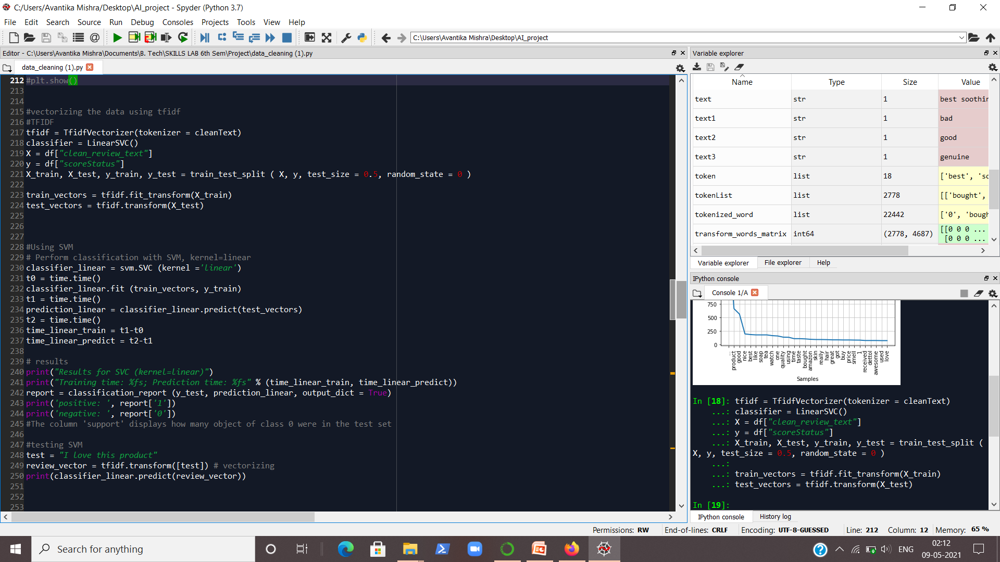 C:/Users/Avantika Mishra/Desktop\AI_project - Spyder (Python 3.7)
File Edit Search Source Run Debug Consoles Projects Tools View Help
C:\Users\Avantika Mishra\Desktop\AI_project
Editor - C:\Users\Avantika Mishra\Documents\B. Tech\SKILLS LAB 6th Sem\Project\data_cleaning (1).py
data_cleaning (1).py
212 #plt.show()
213
214
215 #vectorizing the data using tfidf
216 #TFIDF
217 tfidf = TfidfVectorizer(tokenizer = cleanText)
218 classifier = LinearSVC()
219 X = df["clean_review_text"]
220 y = df["scoreStatus"]
221 X_train, X_test, y_train, y_test = train_test_split ( X, y, test_size = 0.5, random_state = 0 )
222
223 train_vectors = tfidf.fit_transform(X_train)
224 test_vectors = tfidf.transform(X_test)
225
226
227
228 #Using SVM
229 # Perform classification with SVM, kernel=linear
230 classifier_linear = svm.SVC (kernel ='linear')
231 t0 = time.time()
232 classifier_linear.fit (train_vectors, y_train)
233 t1 = time.time()
234 prediction_linear = classifier_linear.predict(test_vectors)
235 t2 = time.time()
236 time_linear_train = t1-t0
237 time_linear_predict = t2-t1
238
239 # results
240 print("Results for SVC (kernel=linear)")
241 print("Training time: %fs; Prediction time: %fs" % (time_linear_train, time_linear_predict))
242 report = classification_report (y_test, prediction_linear, output_dict = True)
243 print('positive: ', report['1'])
244 print('negative: ', report['0'])
245 #The column 'support' displays how many object of class 0 were in the test set
246
247 #testing SVM
248 test = "I love this product"
249 review_vector = tfidf.transform([test]) # vectorizing
250 print(classifier_linear.predict(review_vector))
251
252
253
Variable explorer
Name Type Size Value
text str 1 best soothin
text1 str 1 bad
text2 str 1 good
text3 str 1 genuine
token list 18 ['best', 'so
tokenList list 2778 [['bought',
tokenized_word list 22442 ['0', 'bough
transform_words_matrix int64 (2778, 4687) [[0 0 0 ...
[0 0 0 ...
Variable explorer File explorer Help
IPython console
Console 1/A
750
500
250
0
... product good nice best like soap tea watch one quality using time taste bought amazon skin really hair great got buy price smell 1 received dettol awesome used love
Samples
In [18]: tfidf = TfidfVectorizer(tokenizer = cleanText)
...: classifier = LinearSVC()
...: X = df["clean_review_text"]
...: y = df["scoreStatus"]
...: X_train, X_test, y_train, y_test = train_test_split (
X, y, test_size = 0.5, random_state = 0 )
...:
...: train_vectors = tfidf.fit_transform(X_train)
...: test_vectors = tfidf.transform(X_test)
In [19]:
IPython console History log
Permissions: RW End-of-lines: CRLF Encoding: UTF-8-GUESSED Line: 212 Column: 12 Memory: 65 %
Search for anything
ENG
02:12
09-05-2021